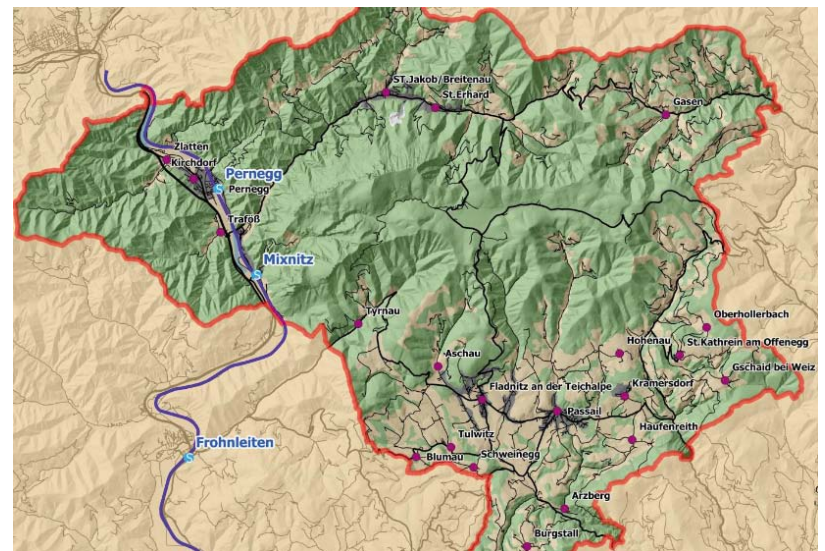 ST.Jakob/Breitenau
St.Erhard
Gasen
Zlatten
Kirchdorf
Pernegg
Pernegg
Trafoß
Mixnitz
Tyrnau
Oberhollerbach
Hohenau
St.Kathrein am Offenegg
Aschau
Gschaid bei Weiz
Fladnitz an der Teichalpe
Kramersdorf
Passail
Haufenreith
Frohnleiten
Tulwitz
Blumau
Schweinegg
Arzberg
Burgstall